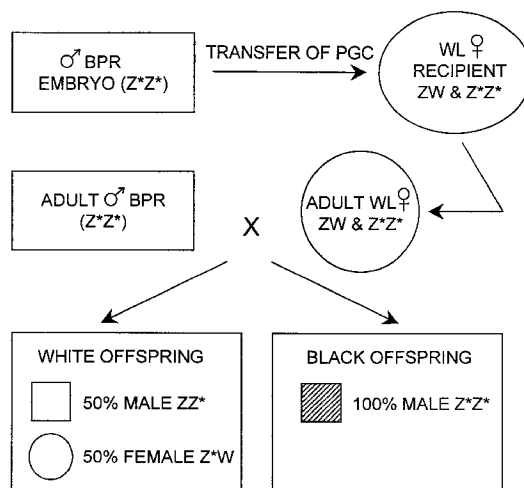 ♂ BPR
EMBRYO (Z*Z*)
TRANSFER OF PGC
WL ♀
RECIPIENT
ZW & Z*Z*
ADULT ♂ BPR
(Z*Z*)
X
ADULT WL♀
ZW & Z*Z*
WHITE OFFSPRING
50% MALE ZZ*
50% FEMALE Z*W
BLACK OFFSPRING
100% MALE Z*Z*